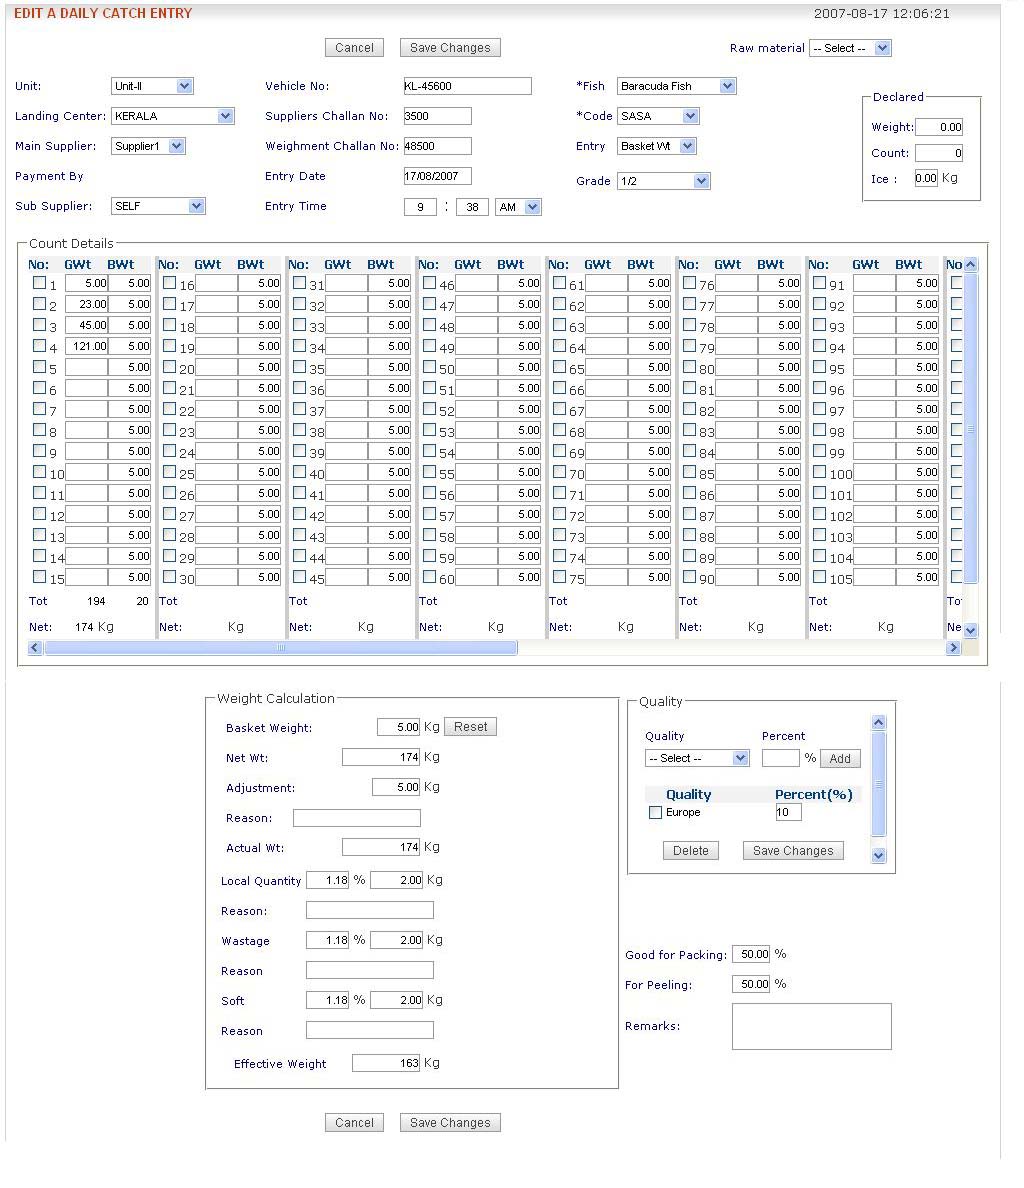 EDIT A DAILY CATCH ENTRY 2007-08-17 12:06:21
Cancel Save Changes Raw material -- Select --
Unit: Unit-II Vehicle No: KL-45600 *Fish Baracuda Fish
Declared
Landing Center: KERALA Suppliers Challan No: 3500 *Code SASA
Weight: 0.00
Main Supplier: Supplier1 Weighment Challan No: 48500 Entry Basket Wt
Count: 0
Payment By Entry Date 17/08/2007 Grade 1/2
Ice : 0.00 Kg
Sub Supplier: SELF Entry Time 9 : 38 AM
Count Details
No: GWt BWt No: GWt BWt No: GWt BWt No: GWt BWt No: GWt BWt No: GWt BWt No: GWt BWt No
1 5.00 5.00 16 5.00 31 5.00 46 5.00 61 5.00 76 5.00 91 5.00
2 23.00 5.00 17 5.00 32 5.00 47 5.00 62 5.00 77 5.00 92 5.00
3 45.00 5.00 18 5.00 33 5.00 48 5.00 63 5.00 78 5.00 93 5.00
4 121.00 5.00 19 5.00 34 5.00 49 5.00 64 5.00 79 5.00 94 5.00
5 5.00 20 5.00 35 5.00 50 5.00 65 5.00 80 5.00 95 5.00
6 5.00 21 5.00 36 5.00 51 5.00 66 5.00 81 5.00 96 5.00
7 5.00 22 5.00 37 5.00 52 5.00 67 5.00 82 5.00 97 5.00
8 5.00 23 5.00 38 5.00 53 5.00 68 5.00 83 5.00 98 5.00
9 5.00 24 5.00 39 5.00 54 5.00 69 5.00 84 5.00 99 5.00
10 5.00 25 5.00 40 5.00 55 5.00 70 5.00 85 5.00 100 5.00
11 5.00 26 5.00 41 5.00 56 5.00 71 5.00 86 5.00 101 5.00
12 5.00 27 5.00 42 5.00 57 5.00 72 5.00 87 5.00 102 5.00
13 5.00 28 5.00 43 5.00 58 5.00 73 5.00 88 5.00 103 5.00
14 5.00 29 5.00 44 5.00 59 5.00 74 5.00 89 5.00 104 5.00
15 5.00 30 5.00 45 5.00 60 5.00 75 5.00 90 5.00 105 5.00
Tot 194 20 Tot Tot Tot Tot Tot Tot To
Net: 174 Kg Net: Kg Net: Kg Net: Kg Net: Kg Net: Kg Net: Kg Ne
Weight Calculation
Basket Weight: 5.00 Kg Reset
Net Wt: 174 Kg
Adjustment: 5.00 Kg
Reason:
Actual Wt: 174 Kg
Local Quantity 1.18 % 2.00 Kg
Reason:
Wastage 1.18 % 2.00 Kg
Reason
Soft 1.18 % 2.00 Kg
Reason
Effective Weight 163 Kg
Quality
Quality Percent
-- Select -- % Add
Quality Percent(%)
Europe 10
Delete Save Changes
Good for Packing: 50.00 %
For Peeling: 50.00 %
Remarks:
Cancel Save Changes